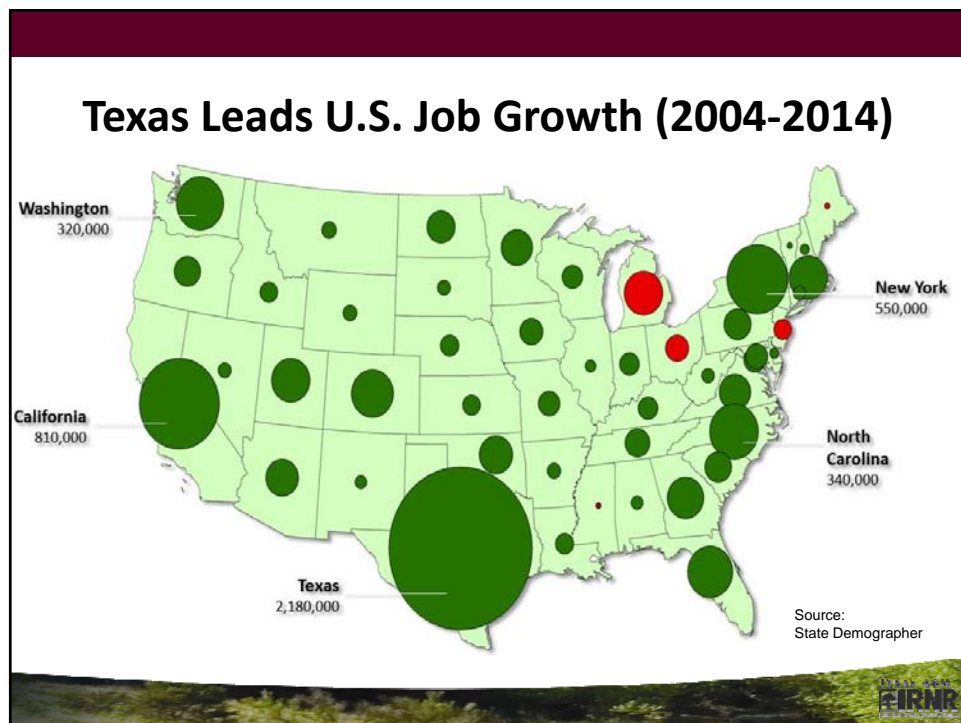 Texas Leads U.S. Job Growth (2004-2014)
Washington
320,000
New York
550,000
California
810,000
North
Carolina
340,000
Texas
2,180,000
Source:
State Demographer
TEXAS A&M
IRNR